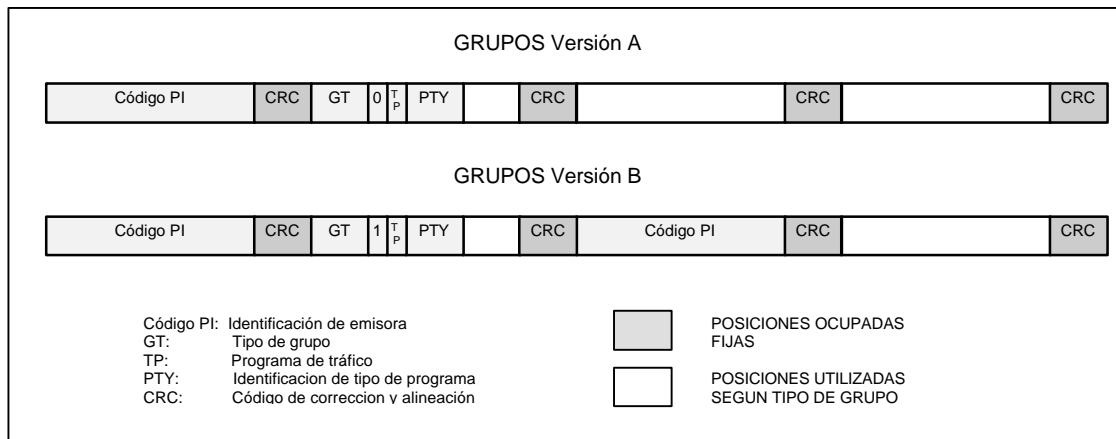 GRUPOS Versión A
Código PI CRC GT 0 TP PTY CRC CRC CRC
GRUPOS Versión B
Código PI CRC GT 1 TP PTY CRC Código PI CRC CRC
Código PI: Identificación de emisora
GT: Tipo de grupo
TP: Programa de tráfico
PTY: Identificacion de tipo de programa
CRC: Código de correccion y alineación
POSICIONES OCUPADAS
FIJAS
POSICIONES UTILIZADAS
SEGUN TIPO DE GRUPO